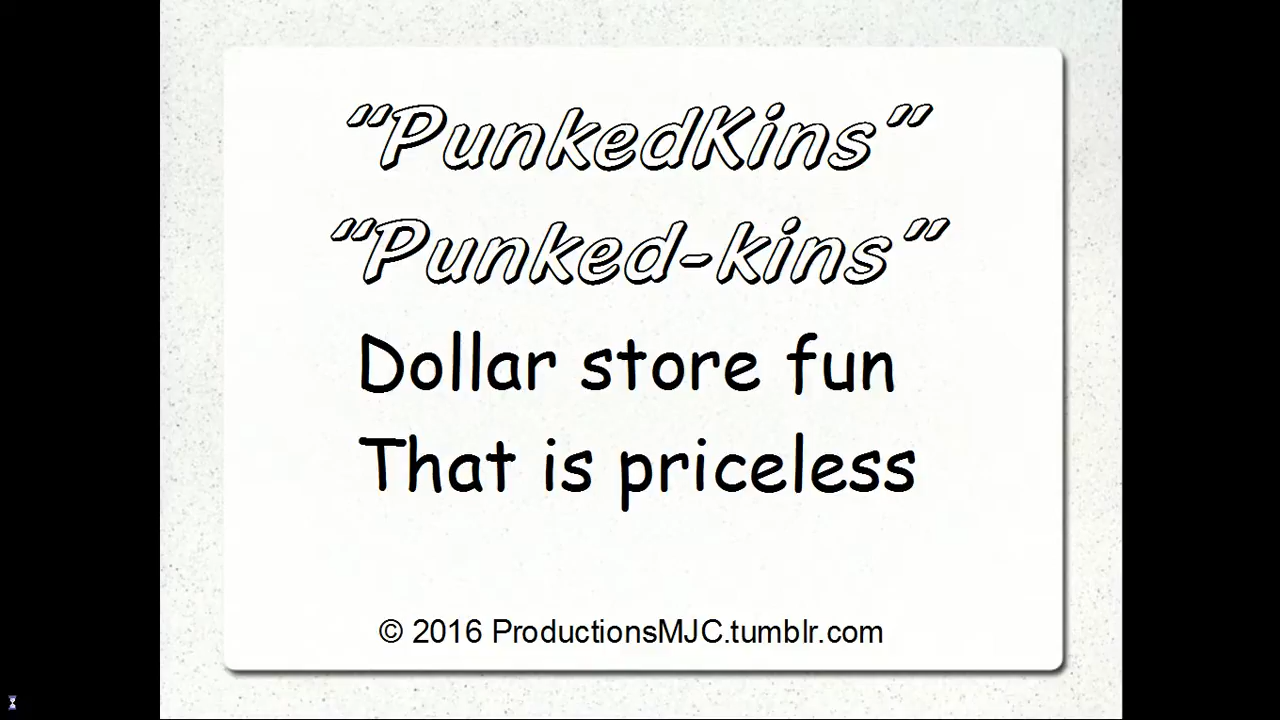 “PunkedKins”
“Punked-kins”
Dollar store fun
That is priceless
© 2016 ProductionsMJC.tumblr.com